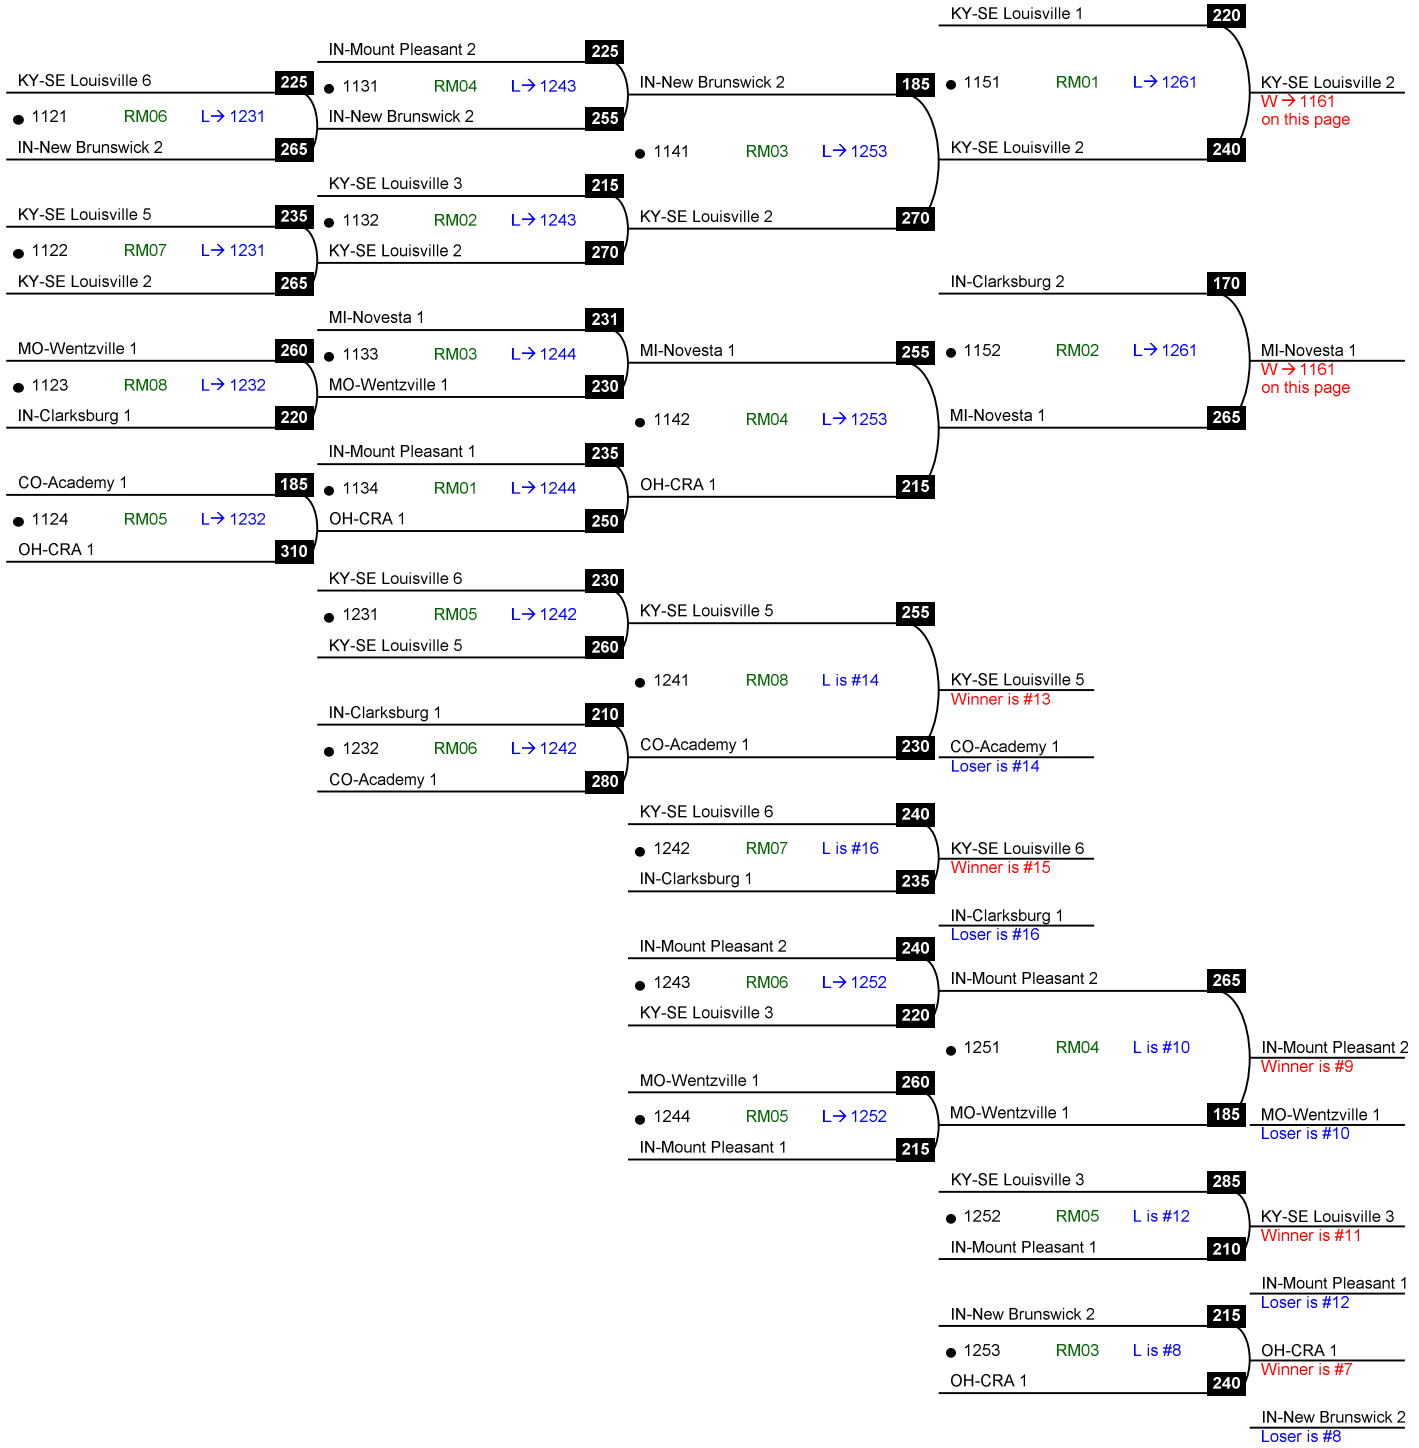 KY-SE Louisville 6
225
1121 RM06 L→ 1231
IN-New Brunswick 2
265
KY-SE Louisville 5
235
1122 RM07 L→ 1231
KY-SE Louisville 2
265
MO-Wentzville 1
260
1123 RM08 L→ 1232
IN-Clarksburg 1
220
CO-Academy 1
185
1124 RM05 L→ 1232
OH-CRA 1
310
IN-Mount Pleasant 2
225
1131 RM04 L→ 1243
IN-New Brunswick 2
255
KY-SE Louisville 3
215
1132 RM02 L→ 1243
KY-SE Louisville 2
270
MI-Novesta 1
231
1133 RM03 L→ 1244
MO-Wentzville 1
230
IN-Mount Pleasant 1
235
1134 RM01 L→ 1244
OH-CRA 1
250
KY-SE Louisville 6
230
1231 RM05 L→ 1242
KY-SE Louisville 5
260
IN-Clarksburg 1
210
1232 RM06 L→ 1242
CO-Academy 1
280
IN-New Brunswick 2
185
1141 RM03 L→ 1253
KY-SE Louisville 2
270
MI-Novesta 1
255
1142 RM04 L→ 1253
OH-CRA 1
215
KY-SE Louisville 5
255
1241 RM08 L is #14
CO-Academy 1
230
KY-SE Louisville 6
240
1242 RM07 L is #16
IN-Clarksburg 1
235
IN-Mount Pleasant 2
240
1243 RM06 L→ 1252
KY-SE Louisville 3
220
MO-Wentzville 1
260
1244 RM05 L→ 1252
IN-Mount Pleasant 1
215
KY-SE Louisville 1
220
1151 RM01 L→ 1261
KY-SE Louisville 2
240
IN-Clarksburg 2
170
1152 RM02 L→ 1261
MI-Novesta 1
265
KY-SE Louisville 5
Winner is #13
CO-Academy 1
Loser is #14
KY-SE Louisville 6
Winner is #15
IN-Clarksburg 1
Loser is #16
IN-Mount Pleasant 2
265
1251 RM04 L is #10
MO-Wentzville 1
185
KY-SE Louisville 3
285
1252 RM05 L is #12
IN-Mount Pleasant 1
210
IN-New Brunswick 2
215
1253 RM03 L is #8
OH-CRA 1
240
KY-SE Louisville 2
W → 1161
on this page
MI-Novesta 1
W → 1161
on this page
IN-Mount Pleasant 2
Winner is #9
MO-Wentzville 1
Loser is #10
KY-SE Louisville 3
Winner is #11
IN-Mount Pleasant 1
Loser is #12
OH-CRA 1
Winner is #7
IN-New Brunswick 2
Loser is #8